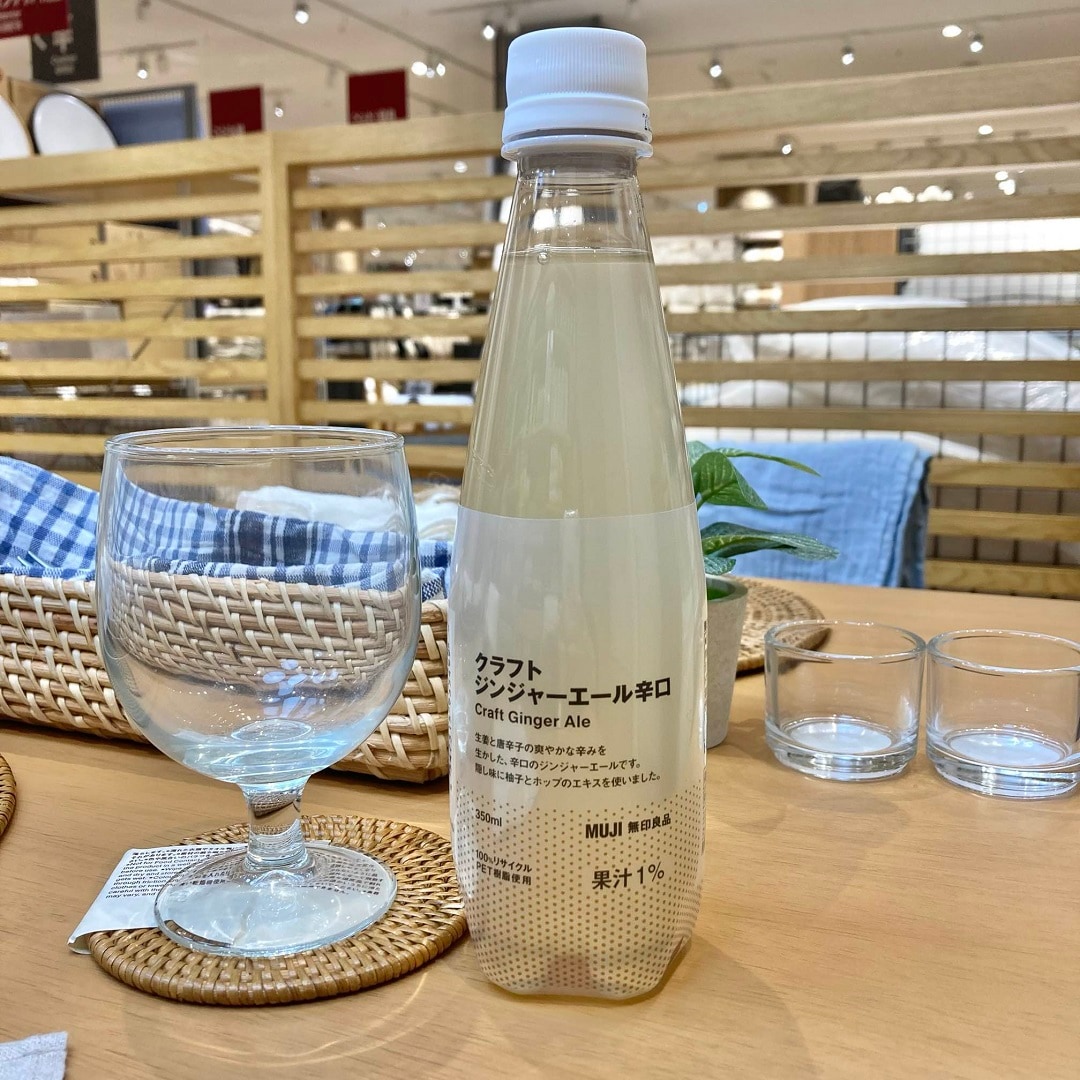 クラフト
ジンジャーエール辛口
Craft Ginger Ale
生姜と唐辛子の爽やかな辛みを
生かした、辛口のジンジャーエールです。
隠し味に柚子とホップのエキスを使いました。
350ml
MUJI 無印良品
100%リサイクル
PET樹脂使用
果汁1%